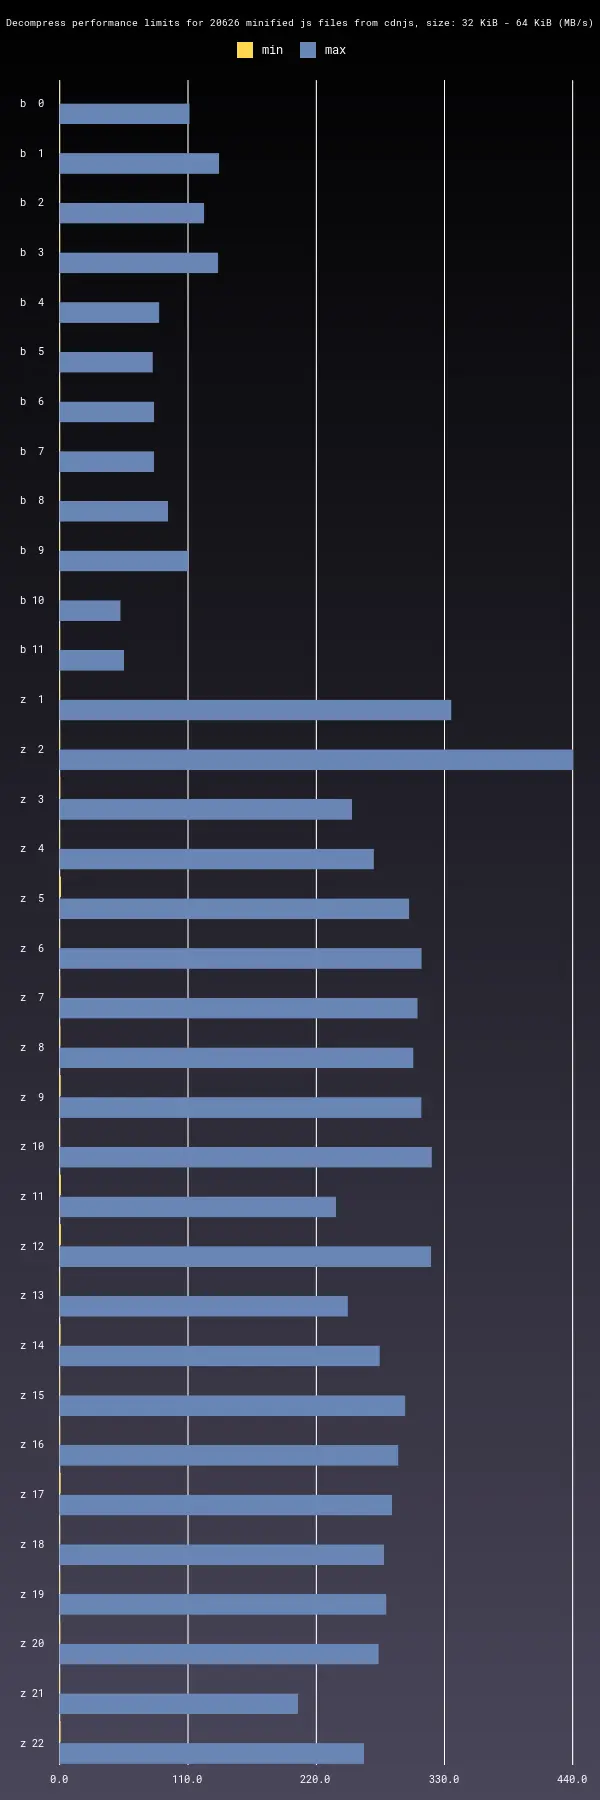 Decompress performance limits for 20626 minified js files from cdnjs, size: 32 KiB - 64 KiB (MB/s)
min max
b 0
b 1
b 2
b 3
b 4
b 5
b 6
b 7
b 8
b 9
b 10
b 11
z 1
z 2
z 3
z 4
z 5
z 6
z 7
z 8
z 9
z 10
z 11
z 12
z 13
z 14
z 15
z 16
z 17
z 18
z 19
z 20
z 21
z 22
0.0 110.0 220.0 330.0 440.0